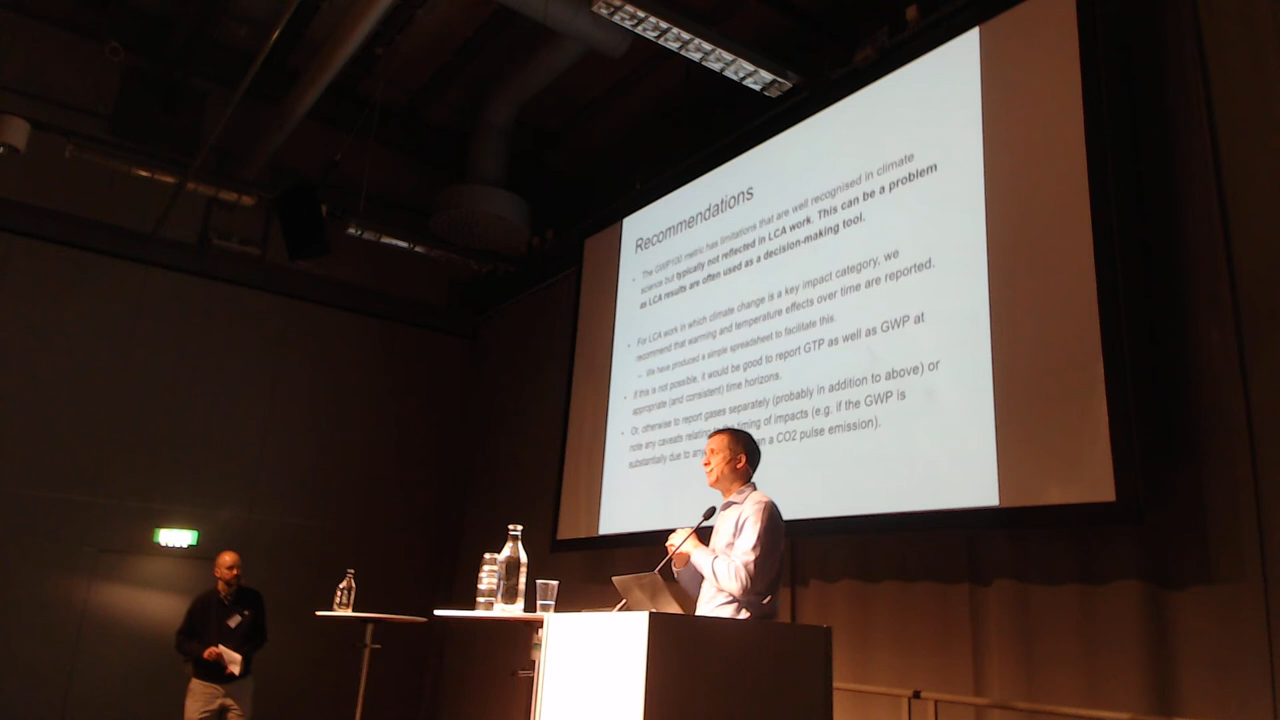 Recommendations
• The GWP100 metric has limitations that are well recognised in climate
science but typically not reflected in LCA work. This can be a problem
as LCA results are often used as a decision-making tool.
• For LCA work in which climate change is a key impact category, we
recommend that warming and temperature effects over time are reported.
– We have produced a simple spreadsheet to facilitate this.
• If this is not possible, it would be good to report GTP as well as GWP at
appropriate (and consistent) time horizons.
• Or, otherwise to report gases separately (probably in addition to above) or
note any caveats relating timing of impacts (e.g. if the GWP is
substantially due to any a CO2 pulse emission).